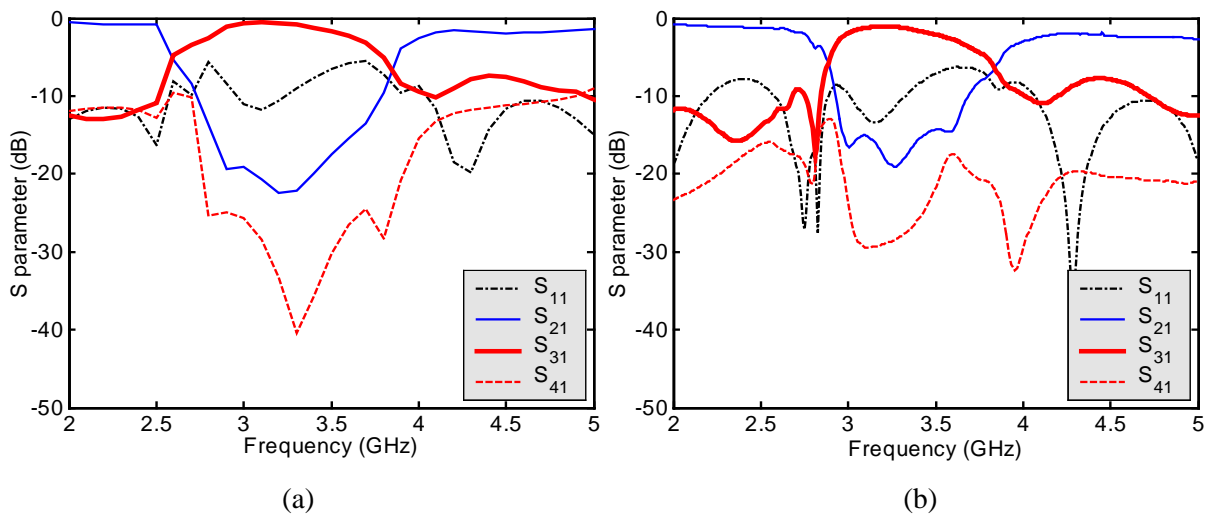 0
-10
-20
-30
-40
-50
S parameter (dB)
2 2.5 3 3.5 4 4.5 5
Frequency (GHz)
S11
S21
S31
S41
(a)
0
-10
-20
-30
-40
-50
S parameter (dB)
2 2.5 3 3.5 4 4.5 5
Frequency (GHz)
S11
S21
S31
S41
(b)